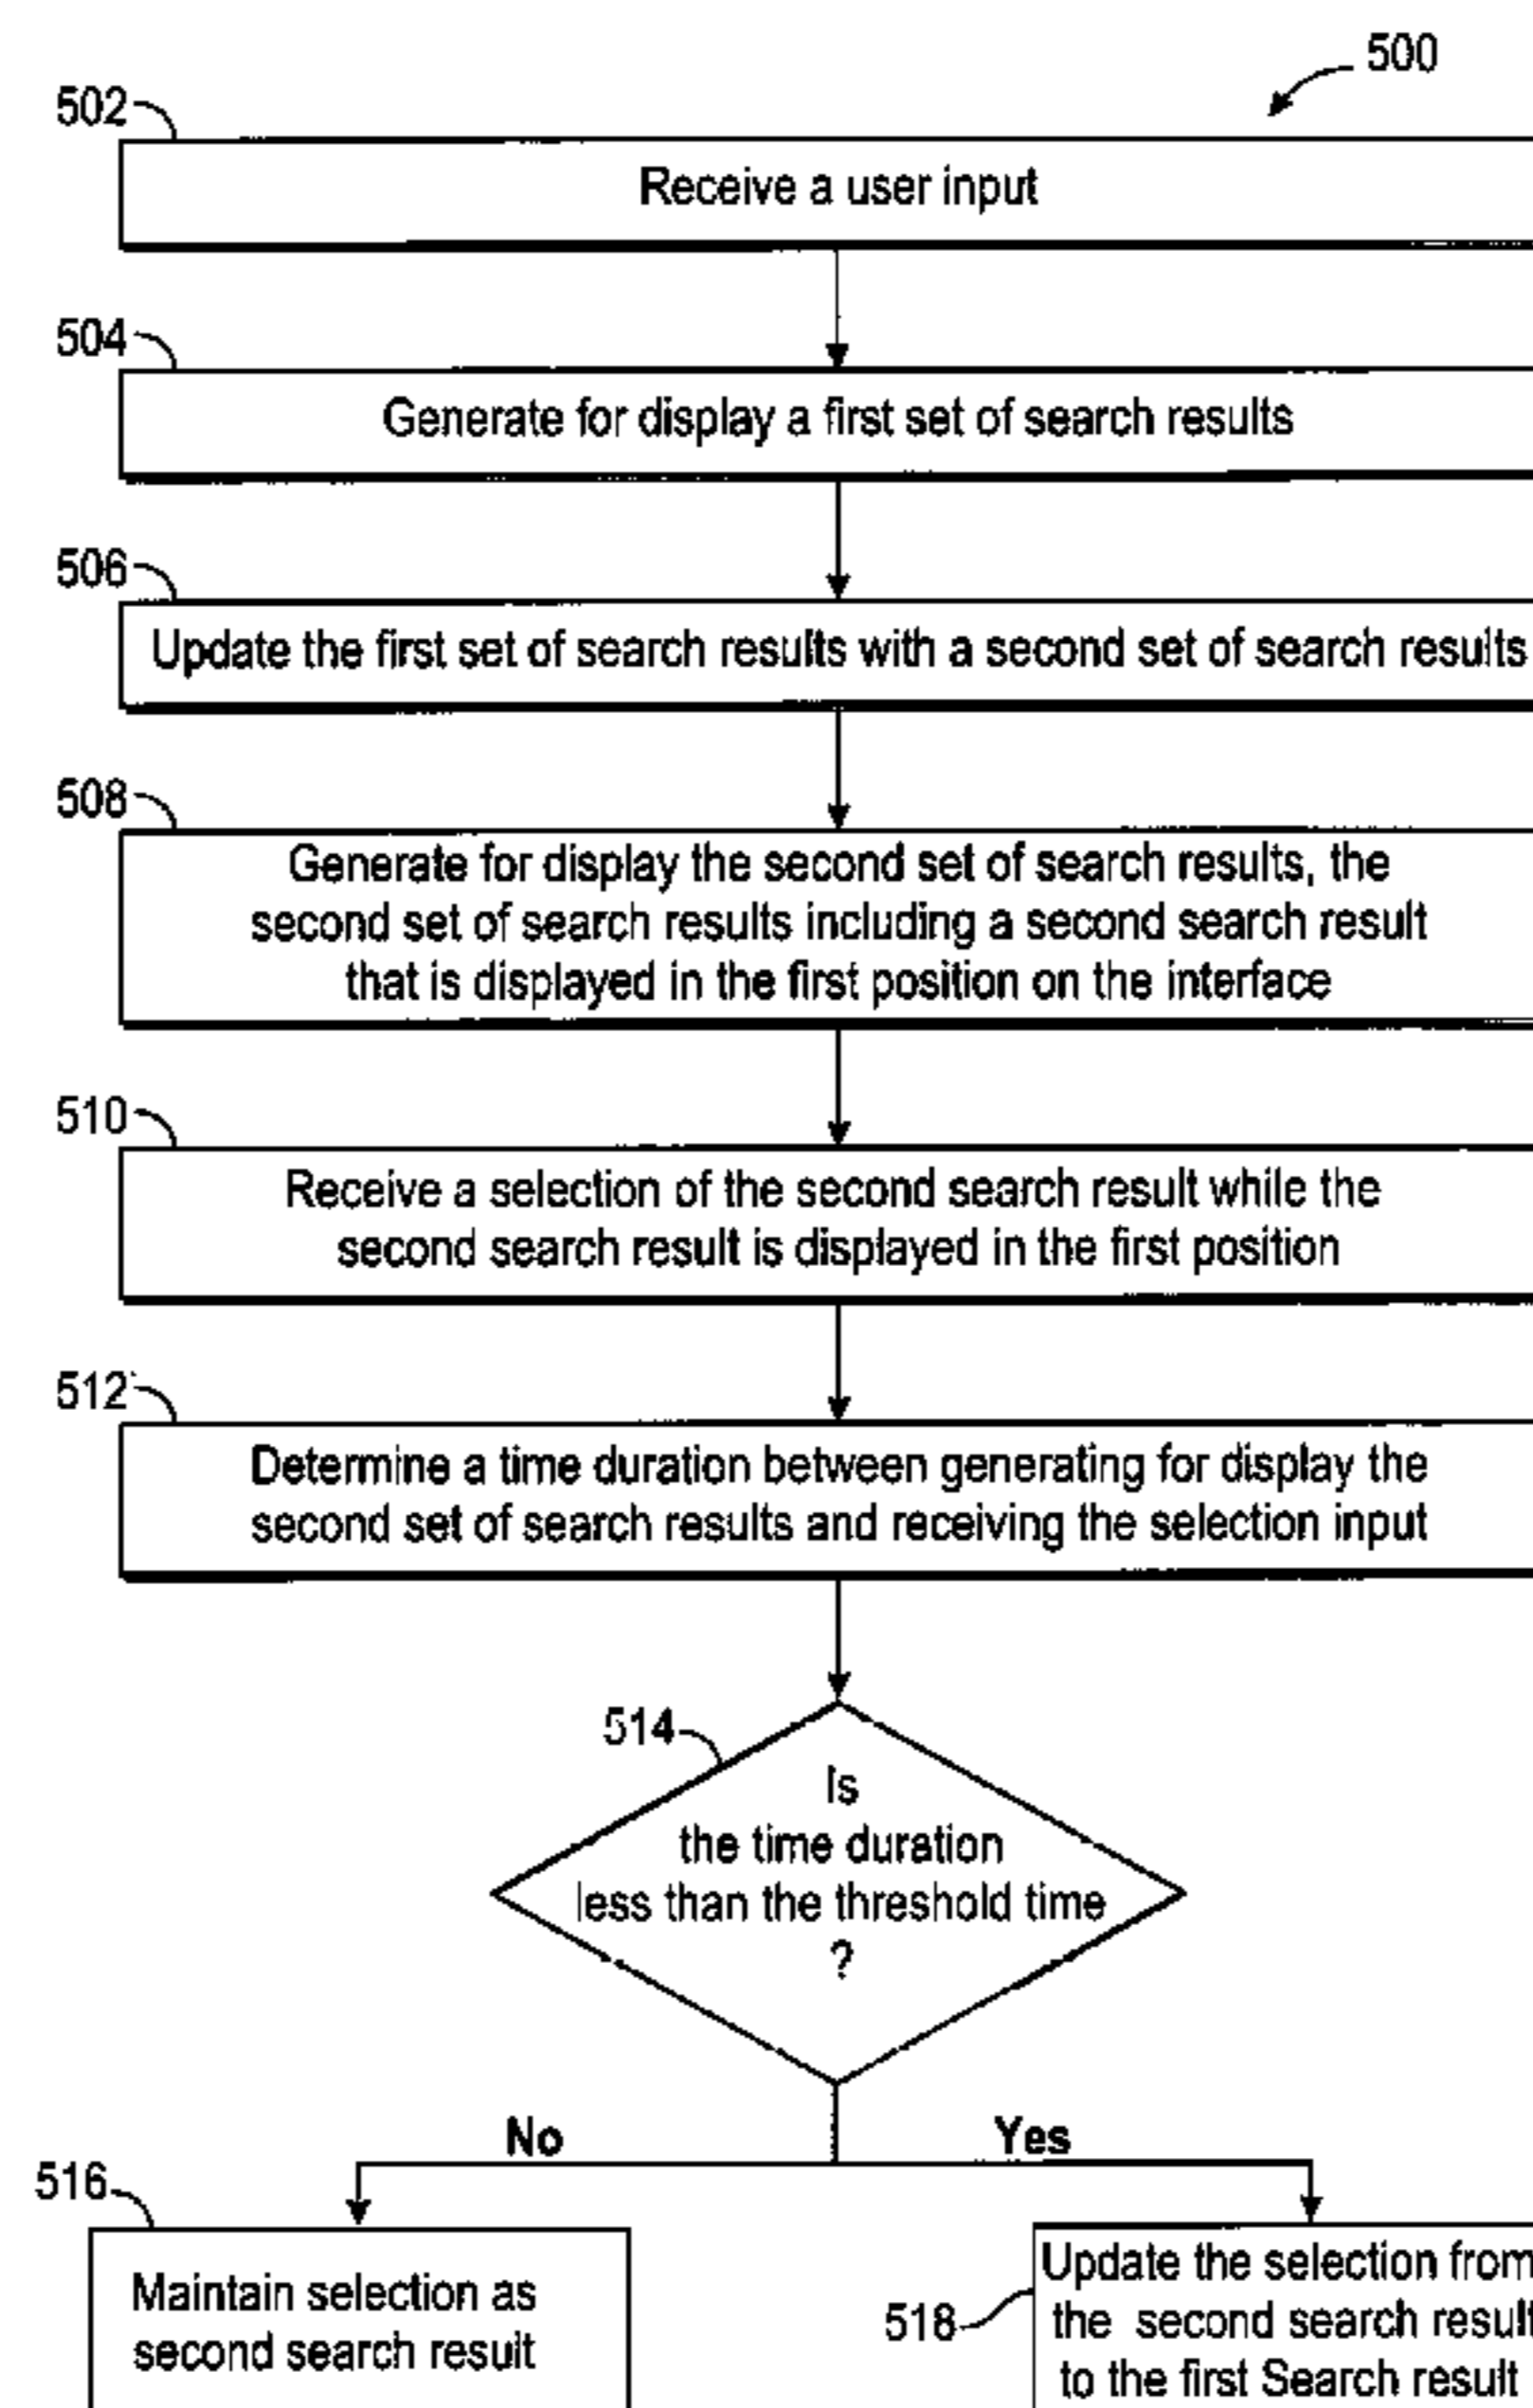 500
502
Receive a user input
504
Generate for display a first set of search results
506
Update the first set of search results with a second set of search results
508
Generate for display the second set of search results, the
second set of search results including a second search result
that is displayed in the first position on the interface
510
Receive a selection of the second search result while the
second search result is displayed in the first position
512
Determine a time duration between generating for display the
second set of search results and receiving the selection input
514
Is
the time duration
less than the threshold time
?
No
Yes
516
Maintain selection as
second search result
518
Update the selection from
the second search result
to the first Search result